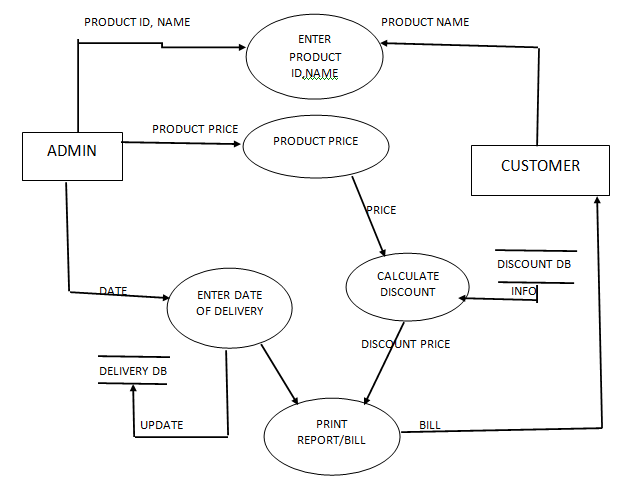 PRODUCT ID, NAME
PRODUCT NAME
ENTER
PRODUCT
ID,NAME
PRODUCT PRICE
PRODUCT PRICE
ADMIN
CUSTOMER
PRICE
DISCOUNT DB
CALCULATE
DISCOUNT
INFO
DATE
ENTER DATE
OF DELIVERY
DISCOUNT PRICE
DELIVERY DB
UPDATE
PRINT
REPORT/BILL
BILL